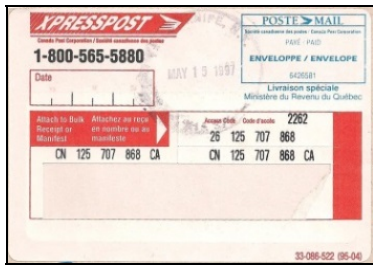 XPRESSPOST
Canada Post Corporation / Société canadienne des postes
1-800-565-5880
Date
MAY 1 1997
POSTE MAIL
Société canadienne des postes / Canada Post Corporation
PAYÉ - PAID
ENVELOPPE / ENVELOPE
6426581
Livraison spéciale
Ministère du Revenu du Québec
Attach to Bulk
Receipt or
Manifest
Attachez au reçu
en nombre ou au
manifeste
Access Code Code d'accès 2262
26 125 707 868
CN 125 707 868 CA
CN 125 707 868 CA
33-086-522 (95-04)